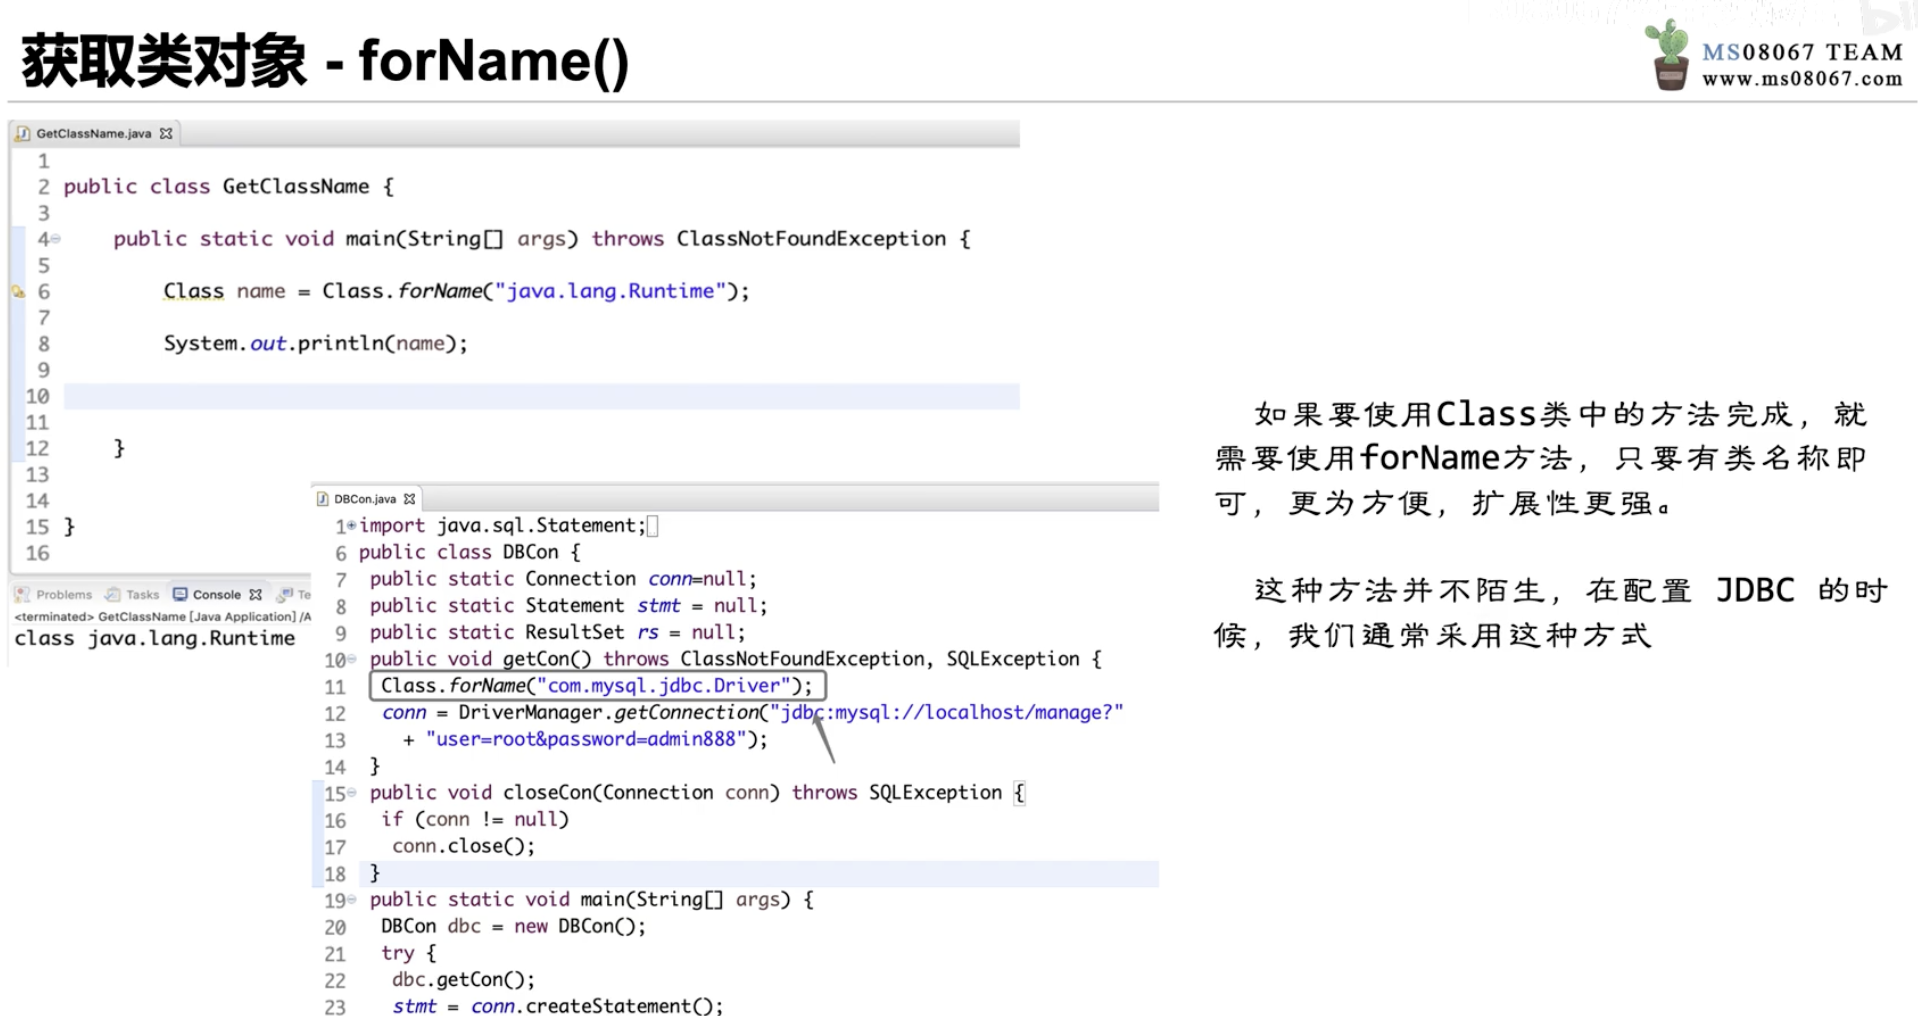 获取类对象 - forName()
MS08067 TEAM
www.ms08067.com
GetClassName.java
1
2 public class GetClassName {
3
4 public static void main(String[] args) throws ClassNotFoundException {
5
6 Class name = Class.forName("java.lang.Runtime");
7
8 System.out.println(name);
9
10
11
12 }
13
14
15 }
16
Problems Tasks Console Te
<terminated> GetClassName [Java Application] /A
class java.lang.Runtime
DBCon.java
1 import java.sql.Statement;
6 public class DBCon {
7 public static Connection conn=null;
8 public static Statement stmt = null;
9 public static ResultSet rs = null;
10 public void getCon() throws ClassNotFoundException, SQLException {
11 Class.forName("com.mysql.jdbc.Driver");
12 conn = DriverManager.getConnection("jdbc:mysql://localhost/manage?"
13 + "user=root&password=admin888");
14 }
15 public void closeCon(Connection conn) throws SQLException {
16 if (conn != null)
17 conn.close();
18 }
19 public static void main(String[] args) {
20 DBCon dbc = new DBCon();
21 try {
22 dbc.getCon();
23 stmt = conn.createStatement();
如果要使用Class类中的方法完成，就
需要使用forName方法，只要有类名称即
可，更为方便，扩展性更强。
这种方法并不陌生，在配置 JDBC 的时
候，我们通常采用这种方式